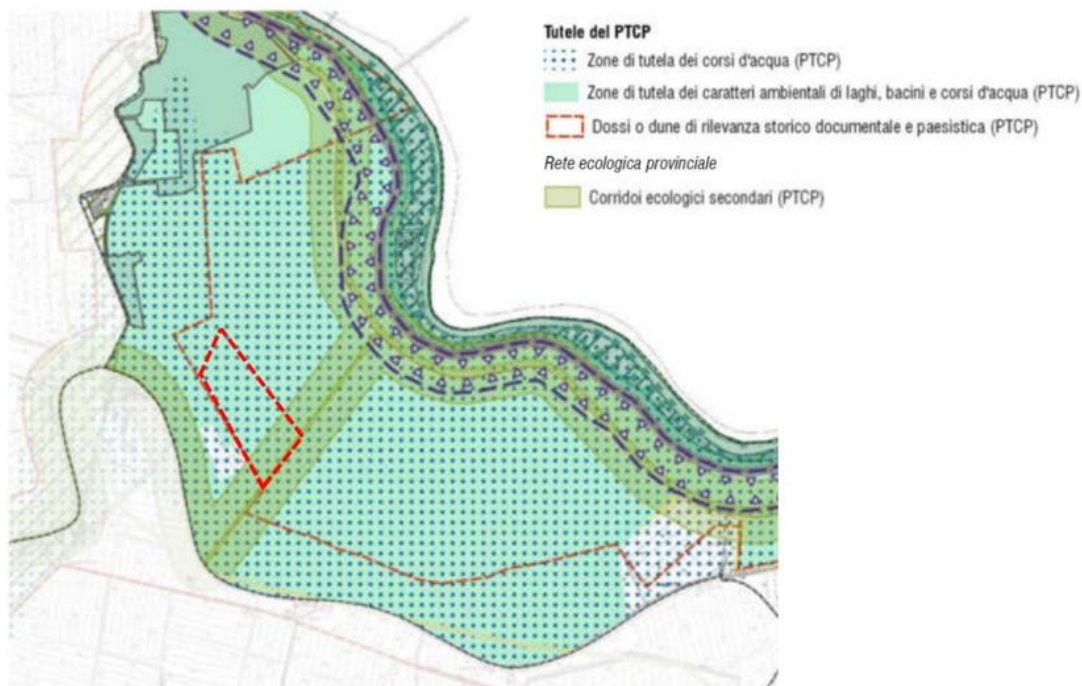 Tutele del PTCP
Zone di tutela dei corsi d'acqua (PTCP)
Zone di tutela dei caratteri ambientali di laghi, bacini e corsi d'acqua (PTCP)
Dossi o dune di rilevanza storico documentale e paesistica (PTCP)
Rete ecologica provinciale
Corridoi ecologici secondari (PTCP)